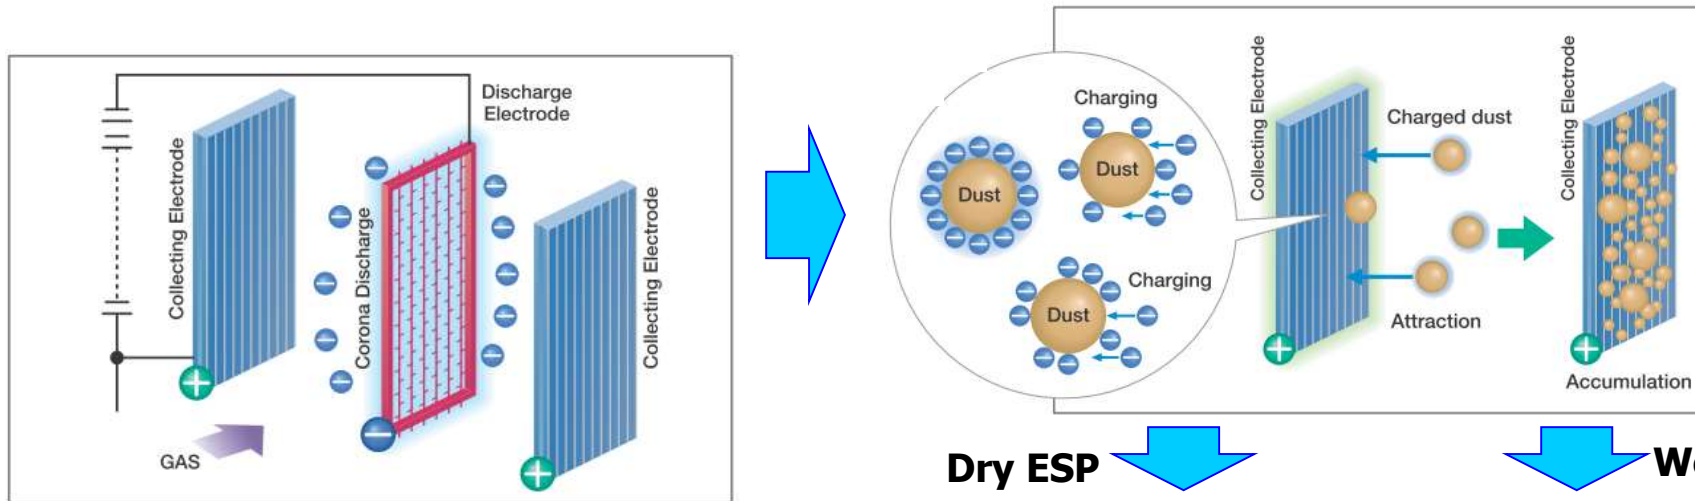 Discharge
Electrode
Collecting Electrode
Corona Discharge
Collecting Electrode
GAS
Charging
Dust
Dust
Charging
Dust
Collecting Electrode
Charged dust
Attraction
Collecting Electrode
Accumulation
Dry ESP